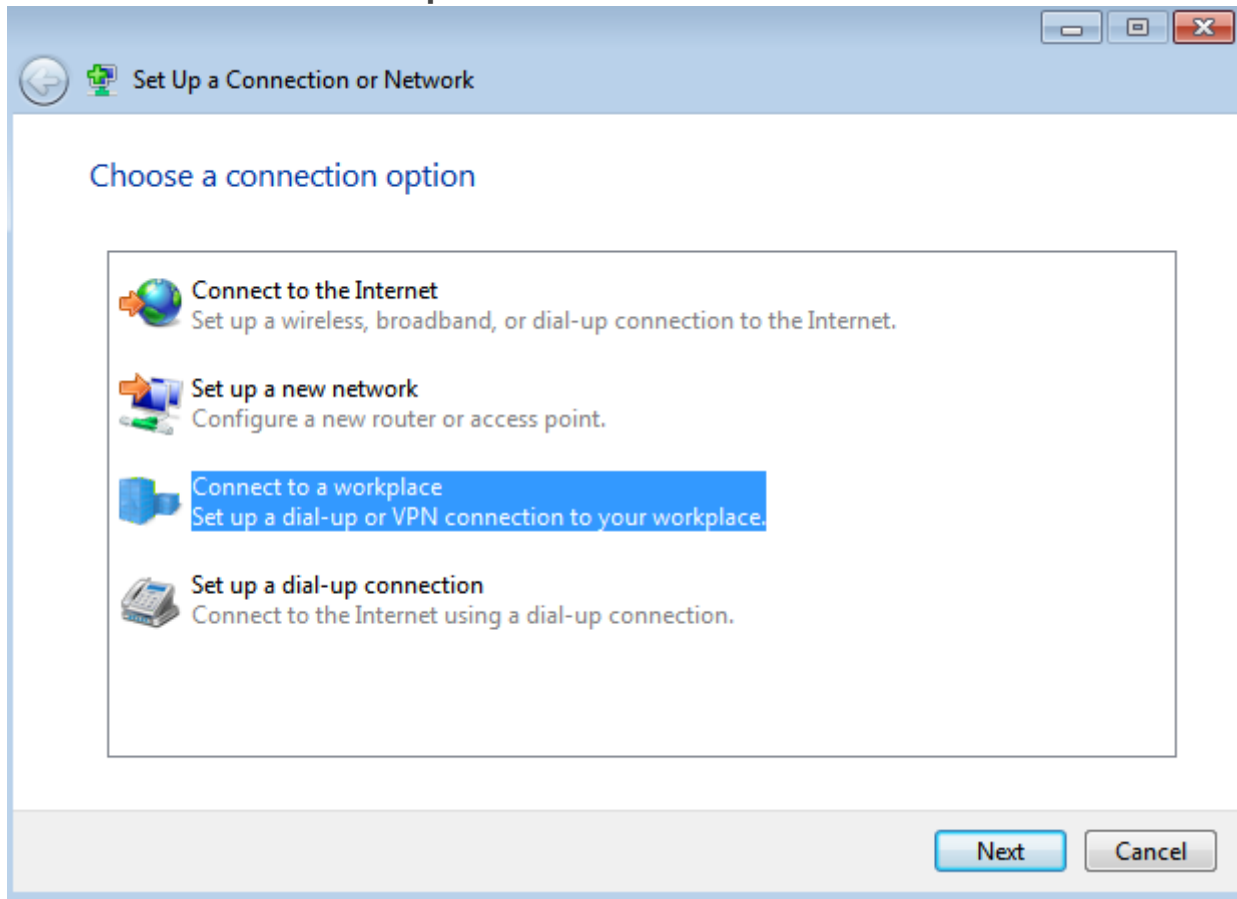 Set Up a Connection or Network
Choose a connection option
Connect to the Internet
Set up a wireless, broadband, or dial-up connection to the Internet.
Set up a new network
Configure a new router or access point.
Connect to a workplace
Set up a dial-up or VPN connection to your workplace.
Set up a dial-up connection
Connect to the Internet using a dial-up connection.
Next
Cancel